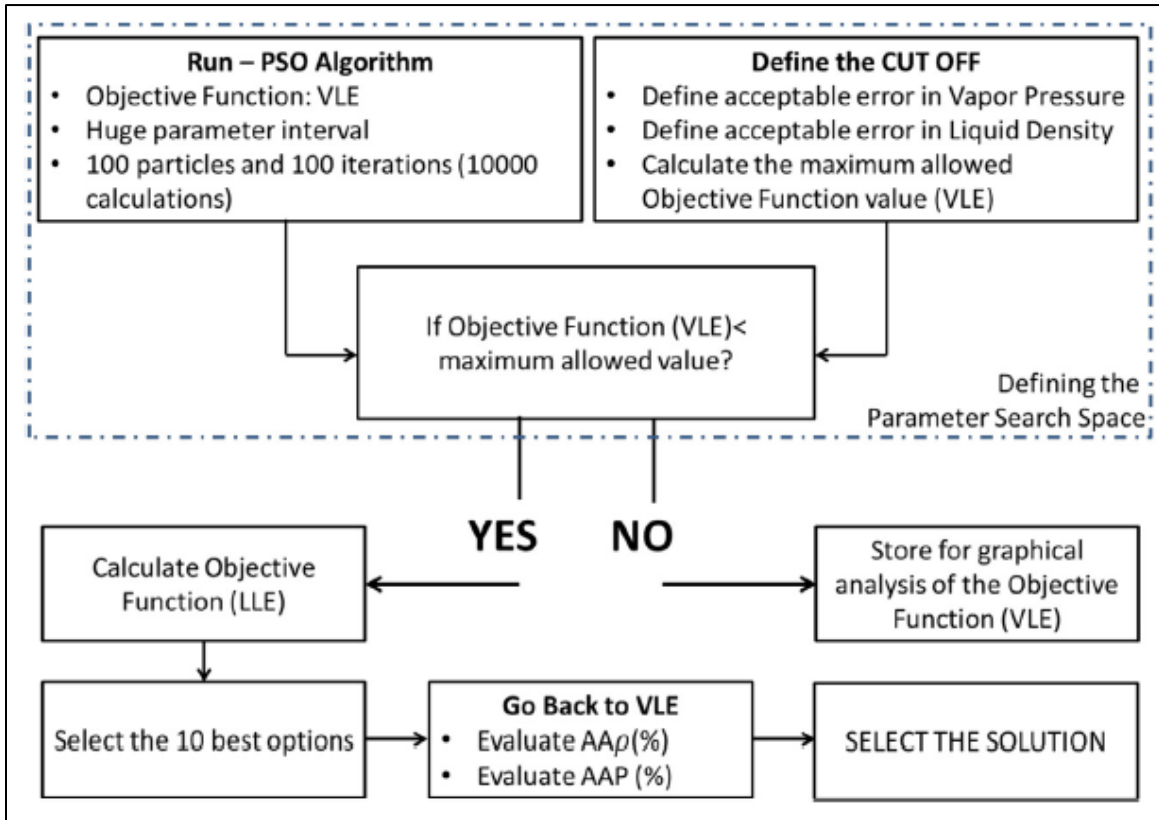 Run – PSO Algorithm
• Objective Function: VLE
• Huge parameter interval
• 100 particles and 100 iterations (10000
calculations)
Define the CUT OFF
• Define acceptable error in Vapor Pressure
• Define acceptable error in Liquid Density
• Calculate the maximum allowed
Objective Function value (VLE)
If Objective Function (VLE)<
maximum allowed value?
Defining the
Parameter Search Space
YES
NO
Calculate Objective
Function (LLE)
Store for graphical
analysis of the Objective
Function (VLE)
Select the 10 best options
Go Back to VLE
• Evaluate AAρ(%)
• Evaluate AAP (%)
SELECT THE SOLUTION